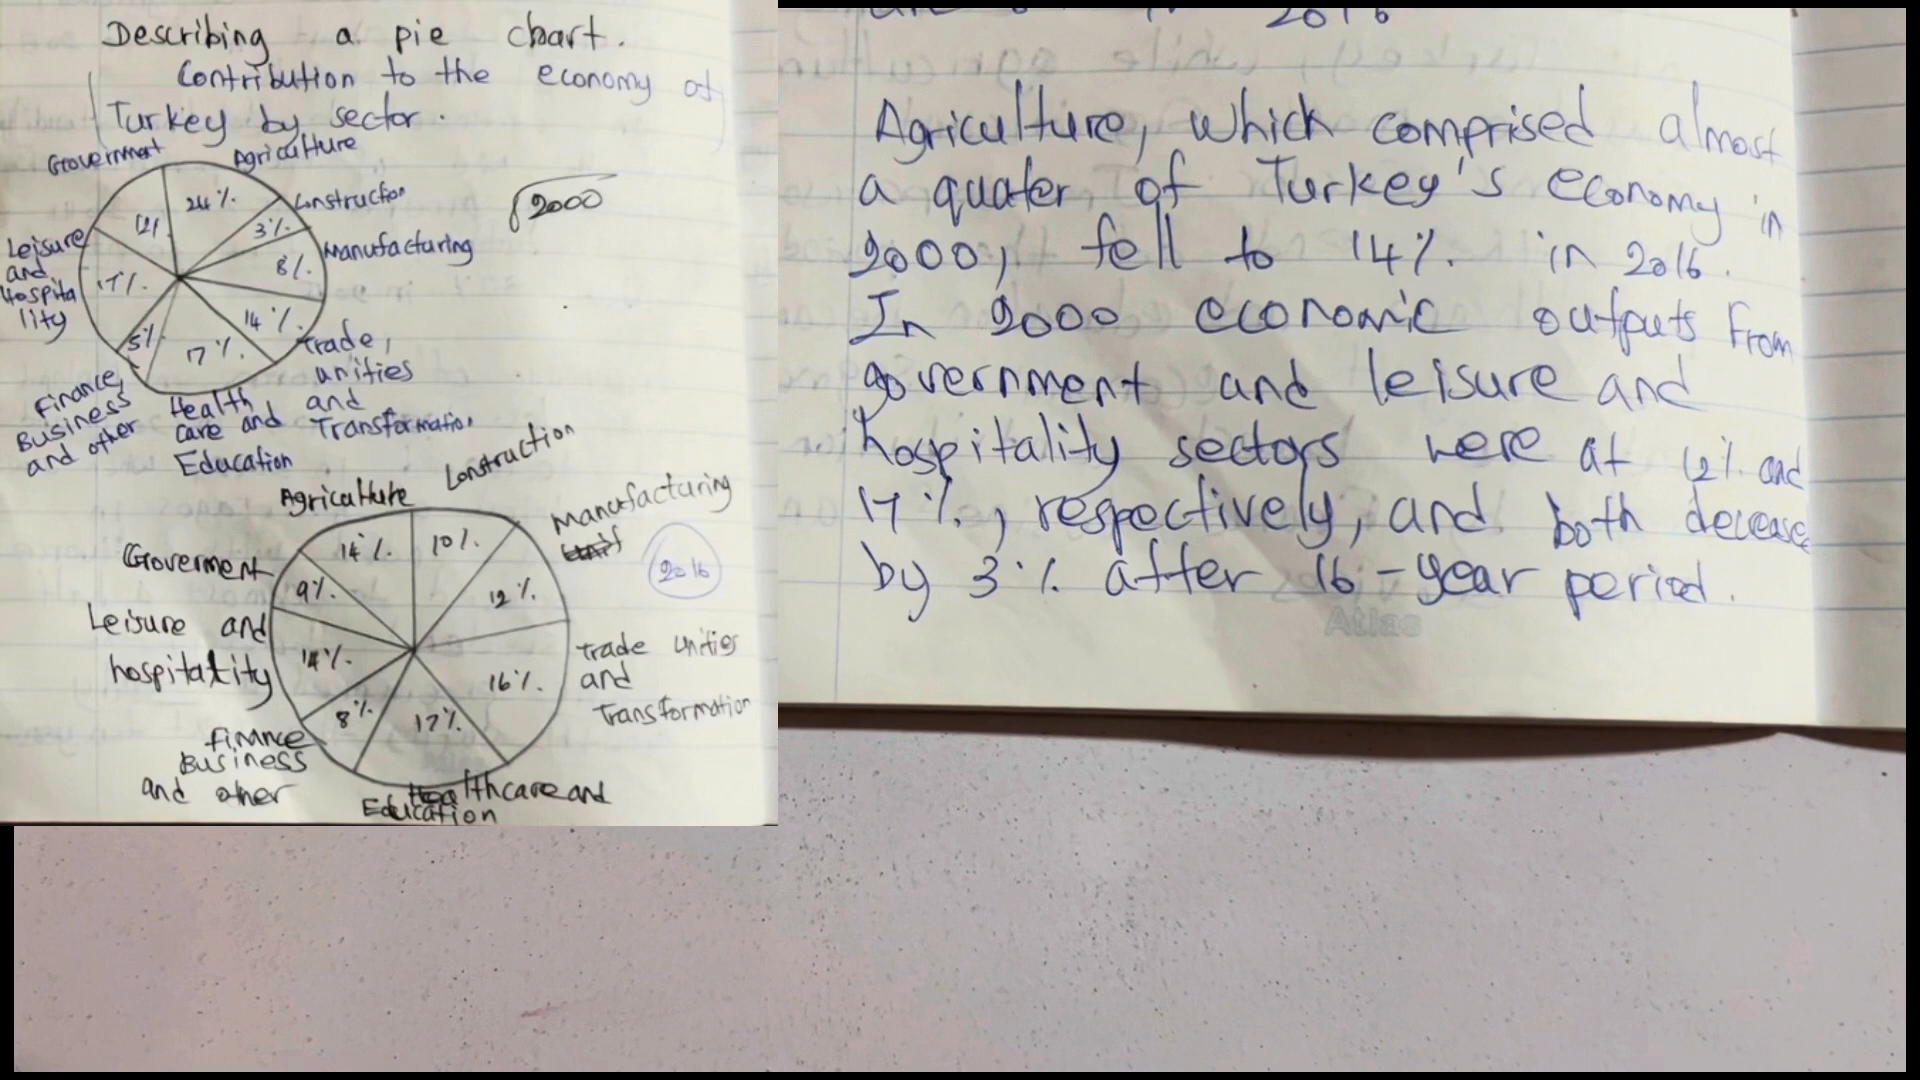 Describing a pie chart.
Contribution to the economy of
Turkey by sector.
Government
Agriculture
24%.
Construction
3%.
Manufacturing
8%.
2000
12%.
Leisure
and
Hospita
lity
17%.
14%.
Trade,
unities
and
Transformation
5%.
17%.
Finance,
Business
and other
Health
care and
Education
Agriculture
Construction
Manufacturing
2016
14%.
10%.
Goverment
9%.
12%.
Leisure and
hospitality
14%.
Trade unities
and
Transformation
16%.
8%.
17%.
finance
Business
and other
Healthcare and
Education
2016
Agriculture, which comprised almost
a quater of Turkey's economy in
2000, fell to 14%. in 2016.
In 2000 economic outputs From
government and leisure and
hospitality sectors were at 12%. and
17%., respectively, and both decease
by 3%. after 16-year period.
Atlas